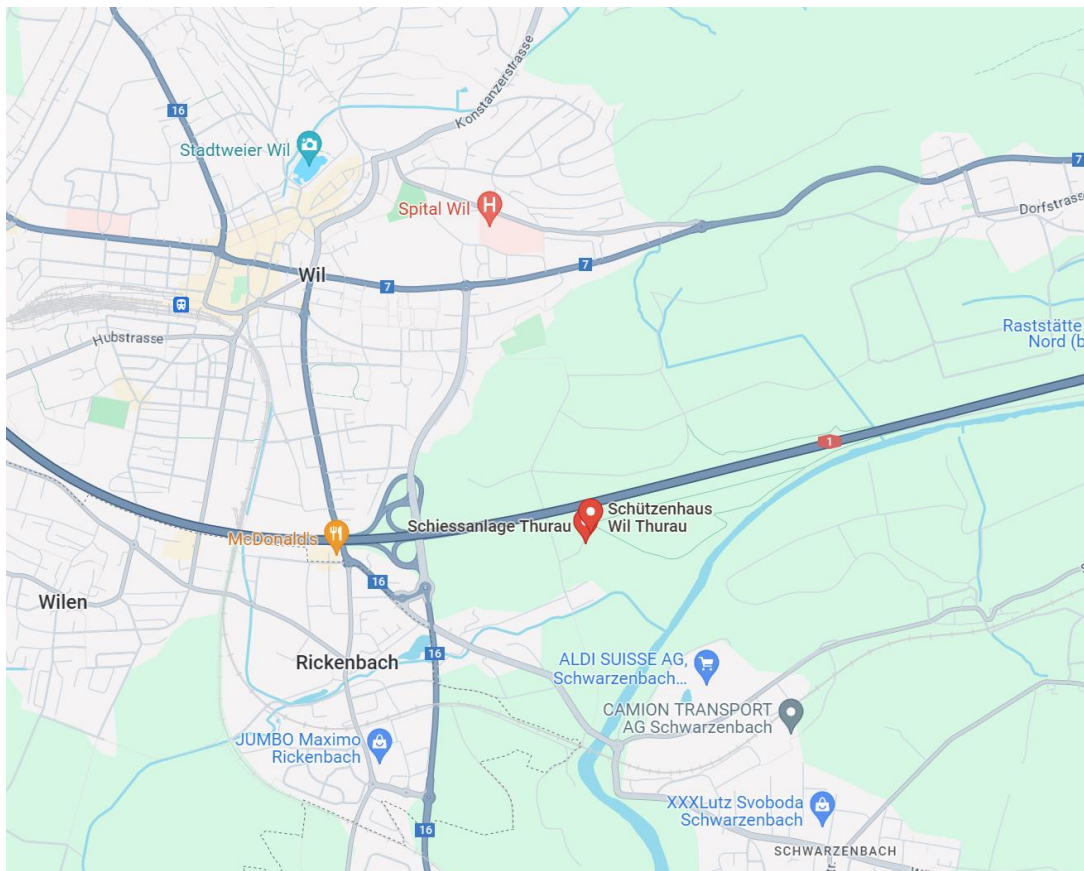 16
Konstanzerstrasse
Stadtweier Wil
7
Spital Wil
Dorfstrasse
Wil
7
7
Hubstrasse
Raststätte
Nord (b
1
Schützenhaus
Wil Thurau
Schiessanlage Thurau
McDonald's
16
Wilen
Rickenbach
16
ALDI SUISSE AG,
Schwarzenbach...
CAMION TRANSPORT
AG Schwarzenbach
JUMBO Maximo
Rickenbach
XXXLutz Svoboda
Schwarzenbach
16
SCHWARZENBACH